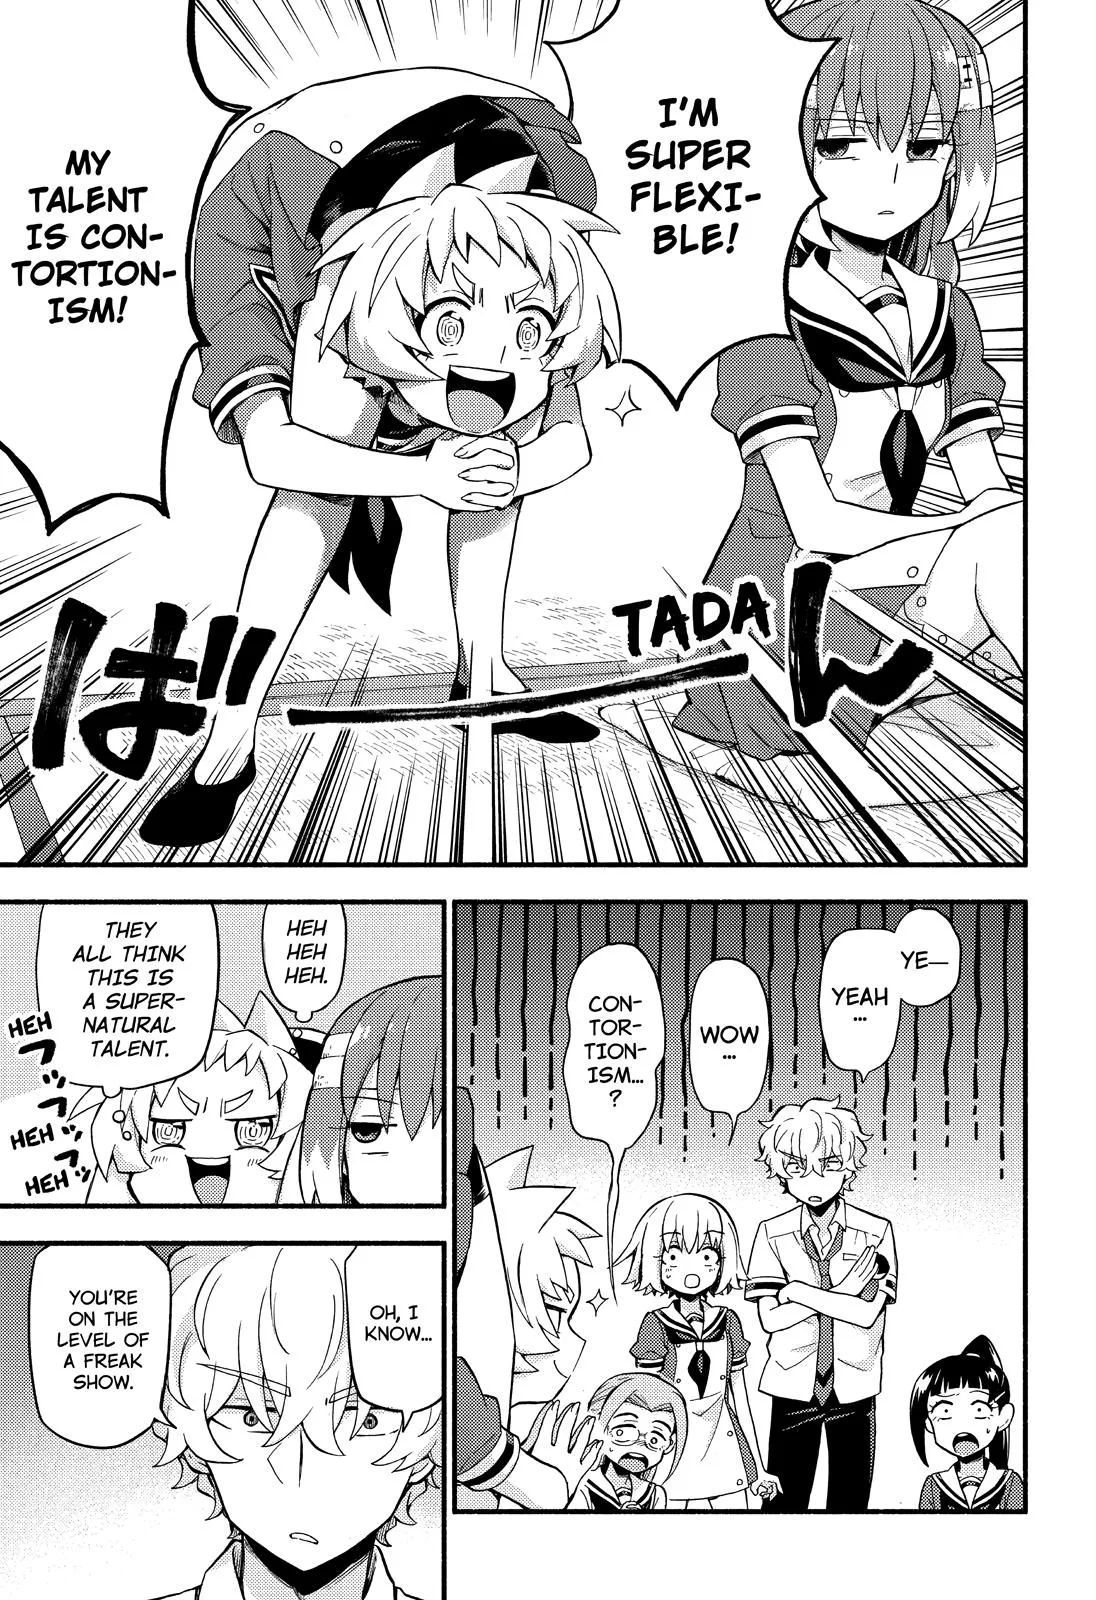 I'M
SUPER
FLEXI-
BLE!
MY
TALENT
IS CON-
TORTION-
ISM!
TADA
ばーん
YE—
YEAH
...
WOW
...
CON-
TOR-
TION-
ISM...
?
HEH
HEH
HEH.
THEY
ALL THINK
THIS IS
A SUPER-
NATURAL
TALENT.
HEH
フッ
HEH
フッ
HEH
フッ
OH, I
KNOW...
YOU'RE
ON THE
LEVEL OF
A FREAK
SHOW.